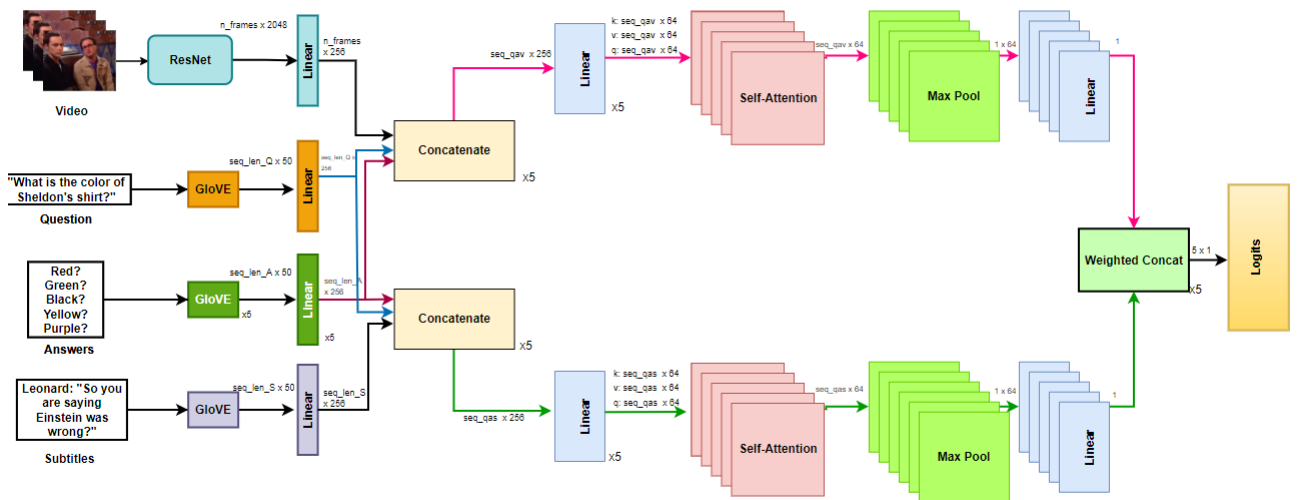 Video
n_frames x 2048
ResNet
Linear
n_frames
x 256
"What is the color of
Sheldon's shirt?"
Question
GloVE
seq_len_Q x 50
Linear
seq_len_Q x
256
Red?
Green?
Black?
Yellow?
Purple?
Answers
GloVE
x5
seq_len_A x 50
Linear
x5
seq_len_A
x 256
Leonard: "So you
are saying
Einstein was
wrong?"
Subtitles
GloVE
seq_len_S x 50
Linear
seq_len_S
x 256
Concatenate
x5
seq_qav x 256
Linear
x5
k: seq_qav x 64
v: seq_qav x 64
q: seq_qav x 64
Self-Attention
seq_qav x 64
Max Pool
1 x 64
Linear
1
Concatenate
x5
seq_qas x 256
Linear
x5
k: seq_qas x 64
v: seq_qas x 64
q: seq_qas x 64
Self-Attention
seq_qas x 64
Max Pool
1 x 64
Linear
1
Weighted Concat
x5
5 x 1
Logits